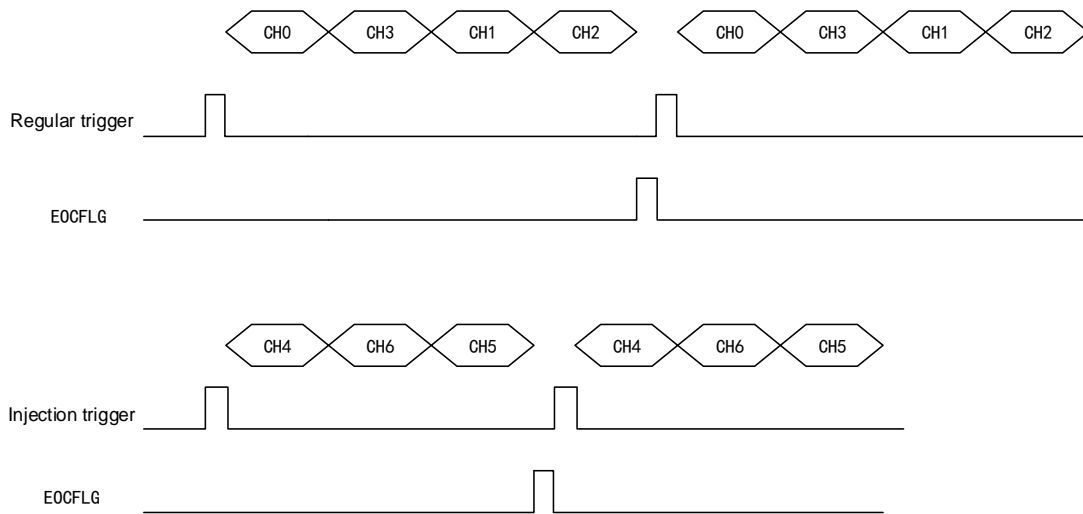 CH0 CH3 CH1 CH2 CH0 CH3 CH1 CH2
Regular trigger
EOCFLG
CH4 CH6 CH5 CH4 CH6 CH5
Injection trigger
EOCFLG